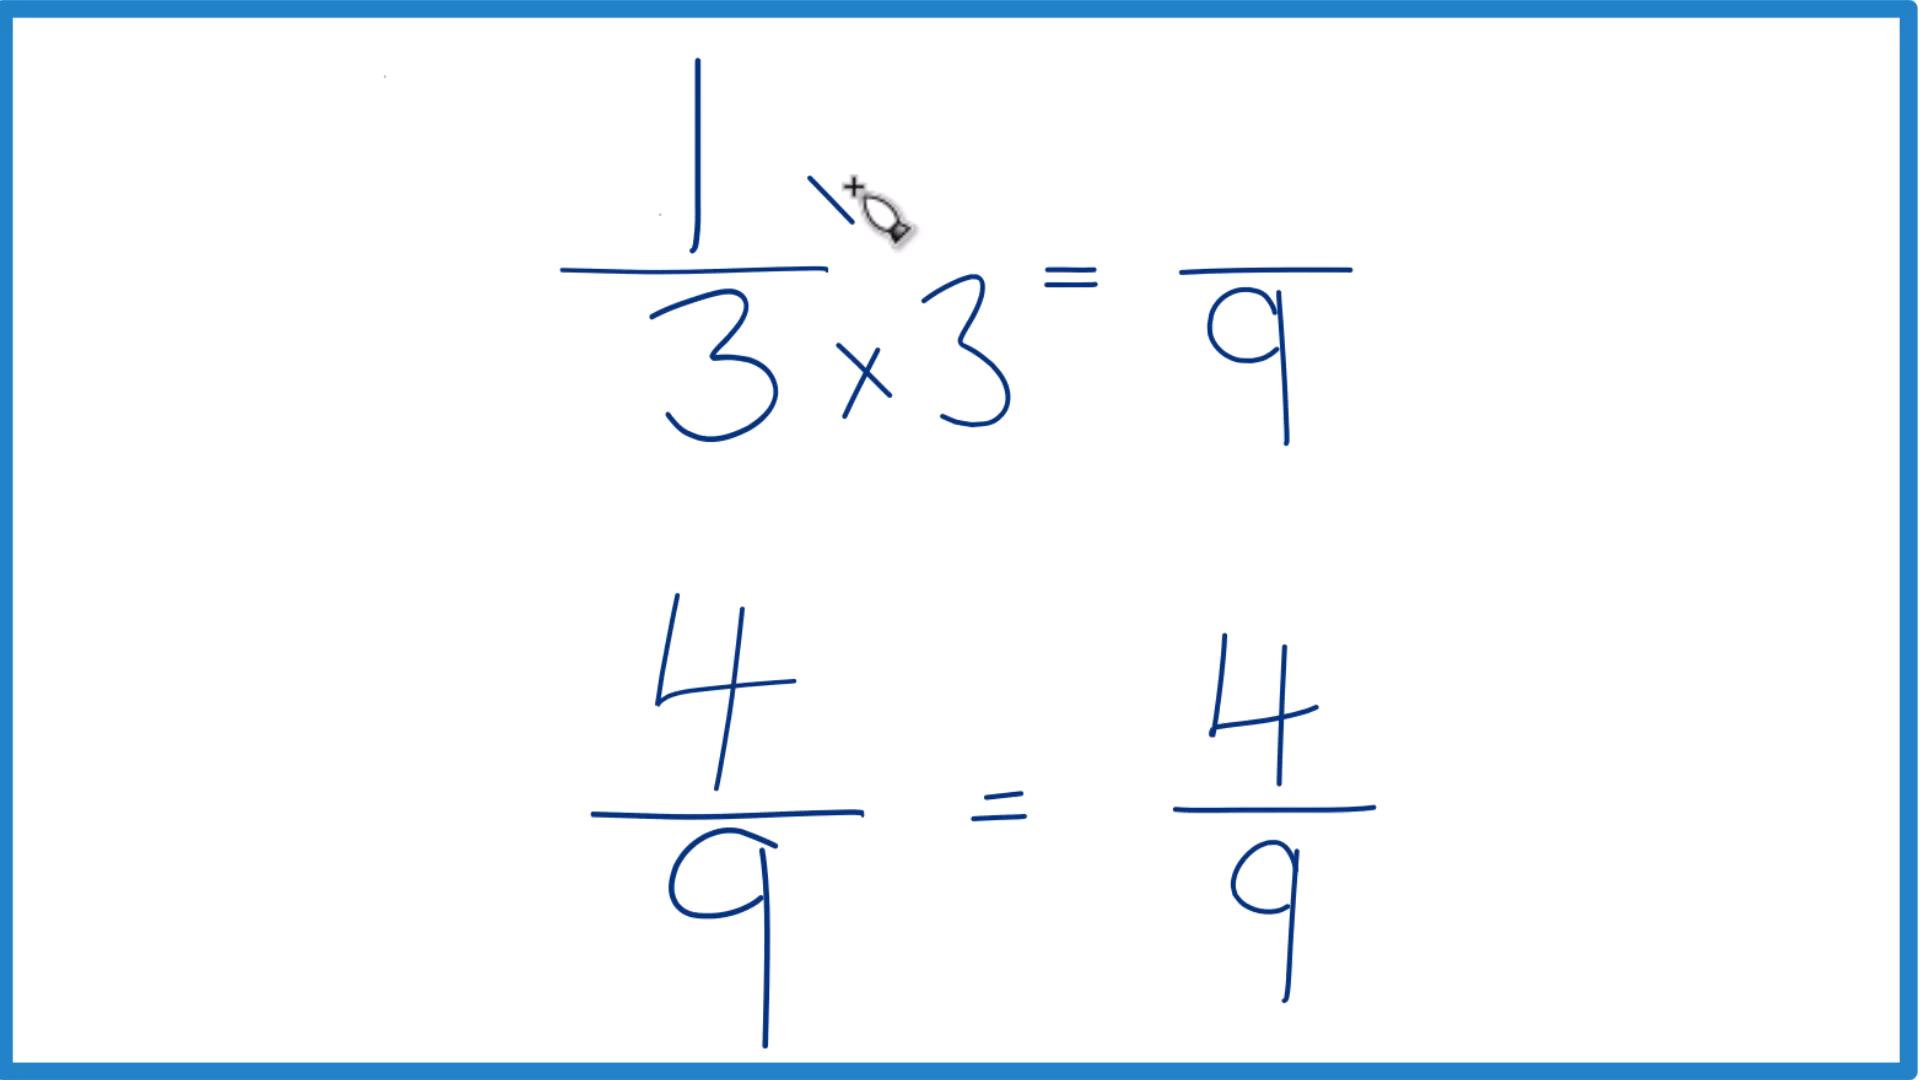 1 \
3 × 3 = 9
4 = 4
9 9